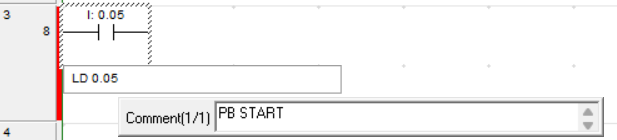 3
I: 0.05
8
LD 0.05
Comment(1/1) PB START
4